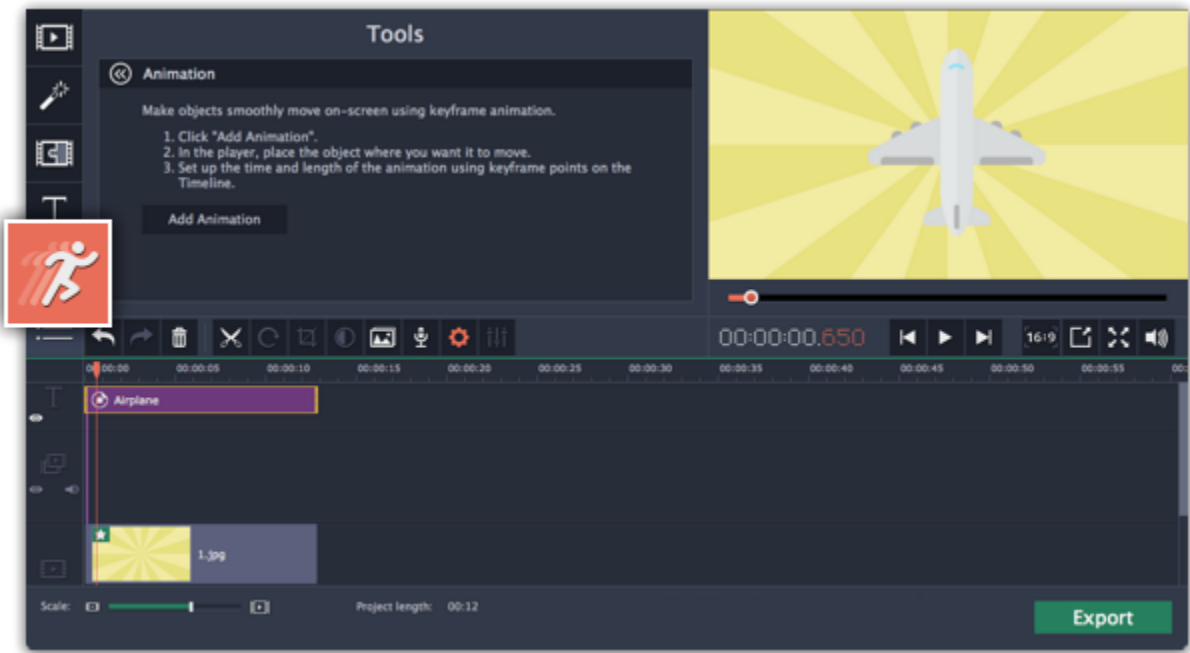 Tools
Animation
Make objects smoothly move on-screen using keyframe animation.
1. Click "Add Animation".
2. In the player, place the object where you want it to move.
3. Set up the time and length of the animation using keyframe points on the
Timeline.
T
Add Animation
00:00:00.650
16:9
00:00:05 00:00:10 00:00:15 00:00:20 00:00:25 00:00:30 00:00:35 00:00:40 00:00:45 00:00:50 00:00:55
T
Airplane
1.jpg
Scale:
Project length: 00:12
Export